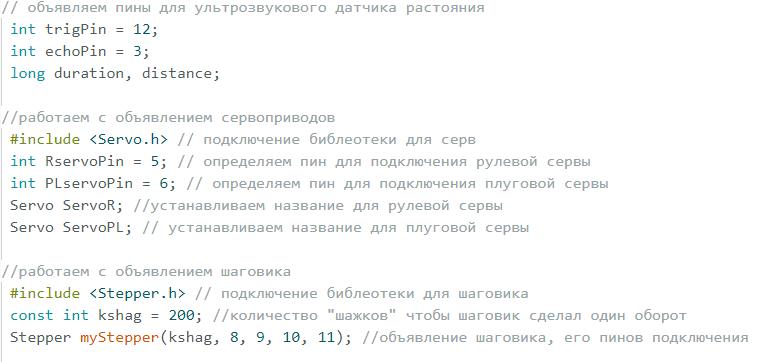 // объявляем пины для ультрозвукового датчика растояния
int trigPin = 12;
int echoPin = 3;
long duration, distance;
//работаем с объявлением сервоприводов
#include <Servo.h> // подключение библеотеки для серв
int RservoPin = 5; // определяем пин для подключения рулевой сервы
int PLservoPin = 6; // определяем пин для подключения плуговой сервы
Servo ServoR; //устанавливаем название для рулевой сервы
Servo ServoPL; // устанавливаем название для плуговой сервы
//работаем с объявлением шаговика
#include <Stepper.h> // подключение библеотеки для шаговика
const int kshag = 200; //количество "шажков" чтобы шаговик сделал один оборот
Stepper myStepper(kshag, 8, 9, 10, 11); //объявление шаговика, его пинов подключения